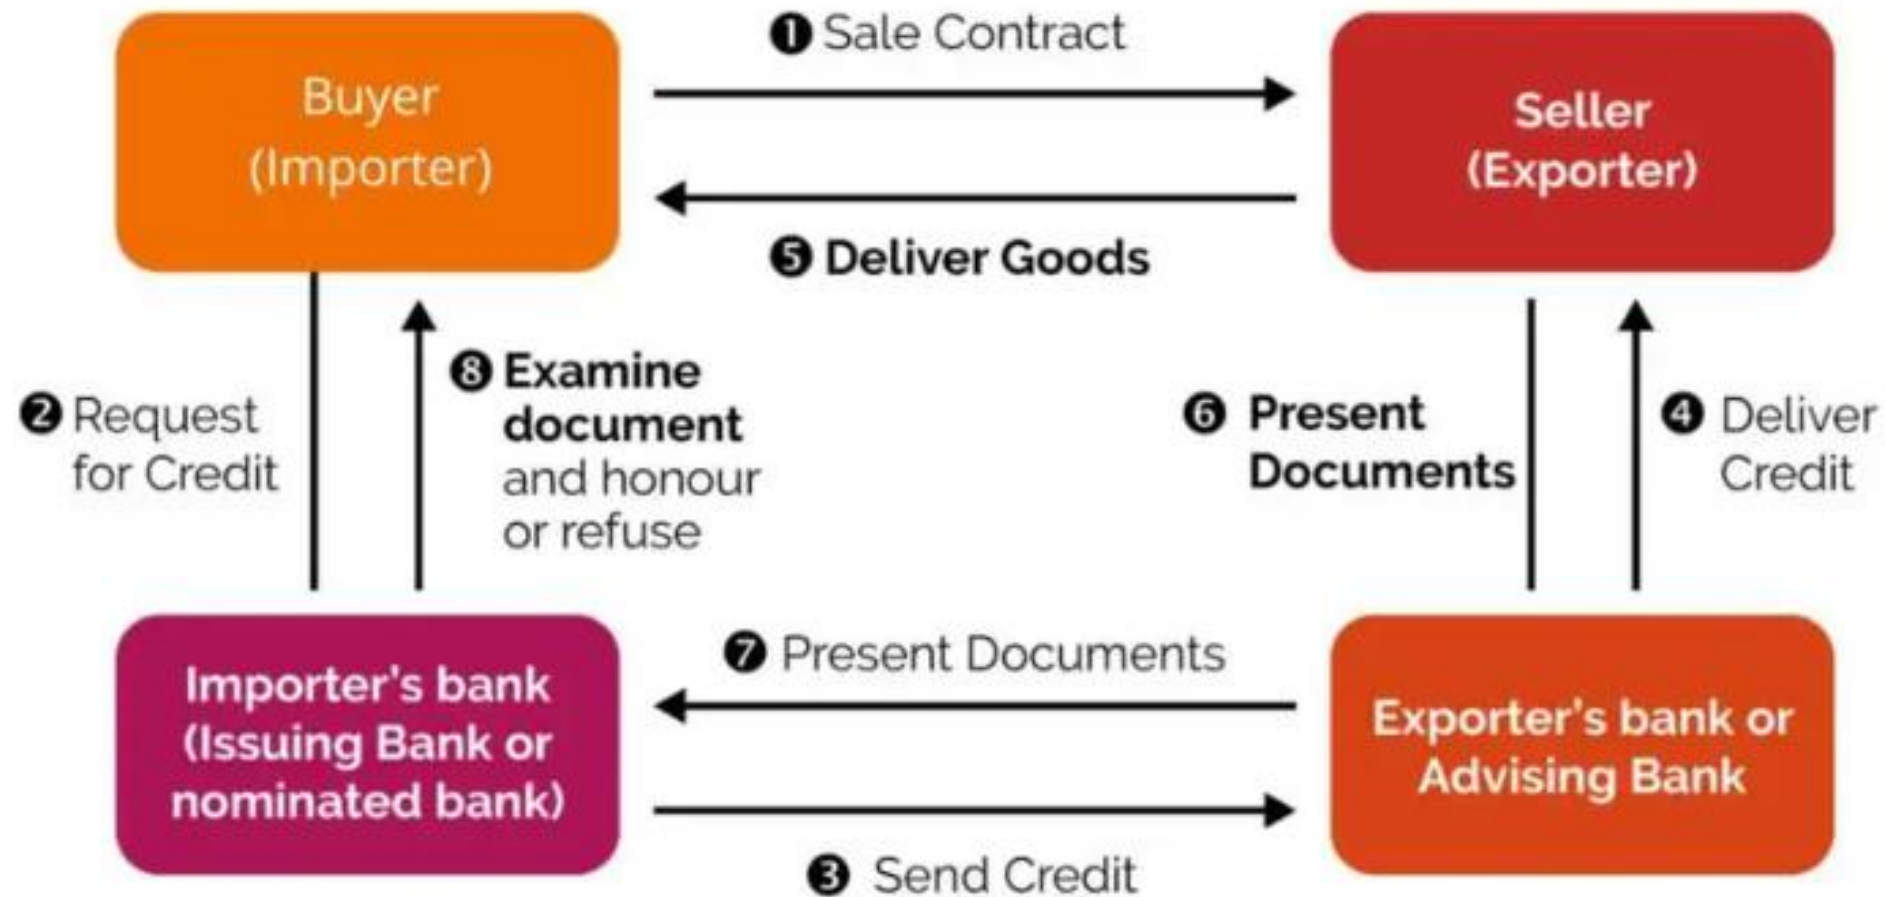 ❶ Sale Contract
Buyer
(Importer)
Seller
(Exporter)
❺ Deliver Goods
❷ Request
for Credit
❽ Examine
document
and honour
or refuse
❻ Present
Documents
❹ Deliver
Credit
❼ Present Documents
Importer's bank
(Issuing Bank or
nominated bank)
Exporter's bank or
Advising Bank
❸ Send Credit